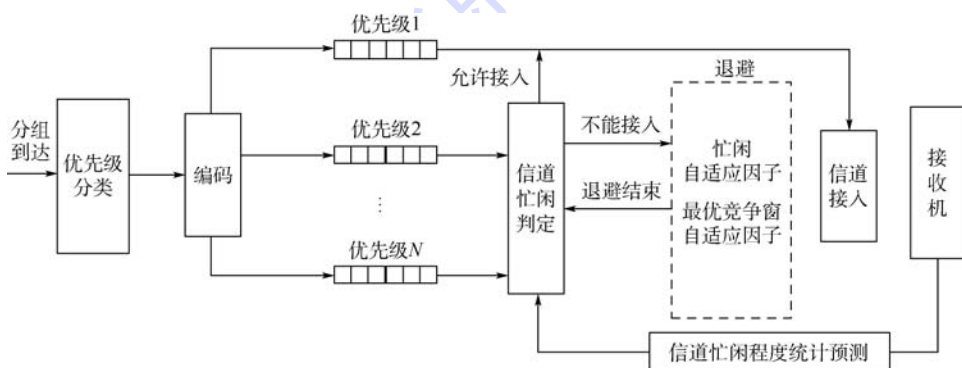 优先级1
分组
到达
优先级
分类
编码
优先级2
⋮
优先级N
允许接入
信道
忙闲
判定
不能接入
退避结束
退避
忙闲
自适应因子
最优竞争窗
自适应因子
信道
接入
接
收
机
信道忙闲程度统计预测